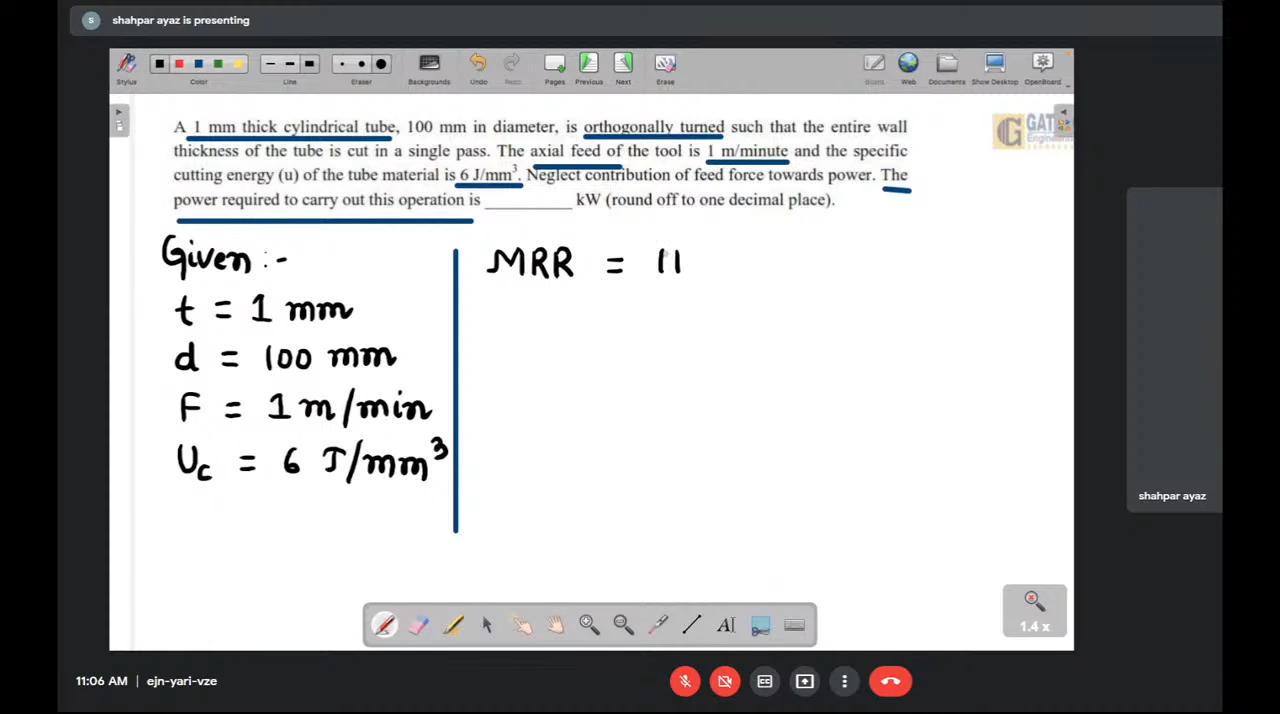 S shahpar ayaz is presenting
Stylus Color Line Eraser Backgrounds Undo Pages Previous Next Erase Board Web Documents Show Desktop OpenBoard
A 1 mm thick cylindrical tube, 100 mm in diameter, is orthogonally turned such that the entire wall
thickness of the tube is cut in a single pass. The axial feed of the tool is 1 m/minute and the specific
cutting energy (u) of the tube material is 6 J/mm³. Neglect contribution of feed force towards power. The
power required to carry out this operation is __________ kW (round off to one decimal place).
Given :-
t = 1 mm
d = 100 mm
F = 1 m/min
Uc = 6 J/mm³
MRR = 11
GAT
shahpar ayaz
AI
1.4 x
11:06 AM | ejn-yari-vze